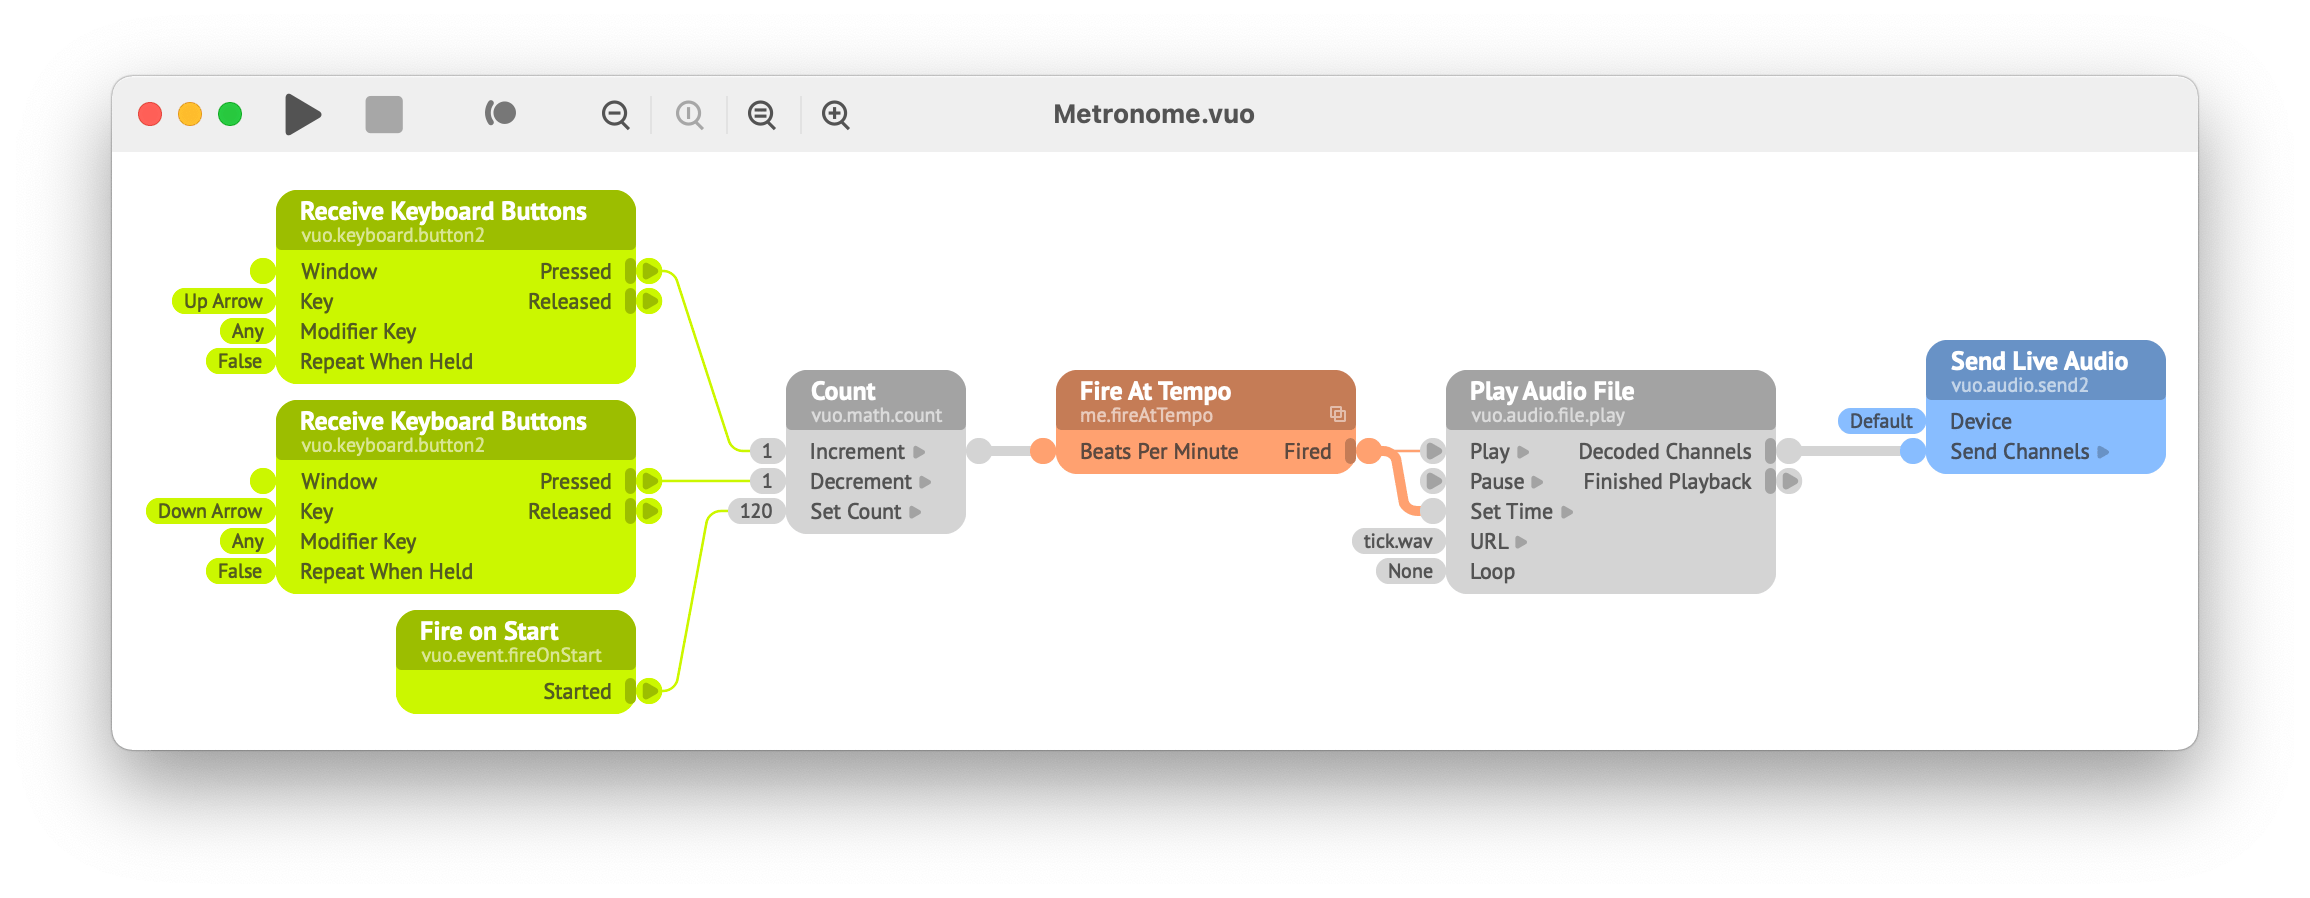 Metronome.vuo
Receive Keyboard Buttons
vuo.keyboard.button2
Window Pressed
Up Arrow Key Released
Any Modifier Key
False Repeat When Held
Receive Keyboard Buttons
vuo.keyboard.button2
Window Pressed
Down Arrow Key Released
Any Modifier Key
False Repeat When Held
Fire on Start
vuo.event.fireOnStart
Started
Count
vuo.math.count
1 Increment
1 Decrement
120 Set Count
Fire At Tempo
me.fireAtTempo
Beats Per Minute Fired
Play Audio File
vuo.audio.file.play
Play Decoded Channels
Pause Finished Playback
Set Time
tick.wav URL
None Loop
Send Live Audio
vuo.audio.send2
Default Device
Send Channels